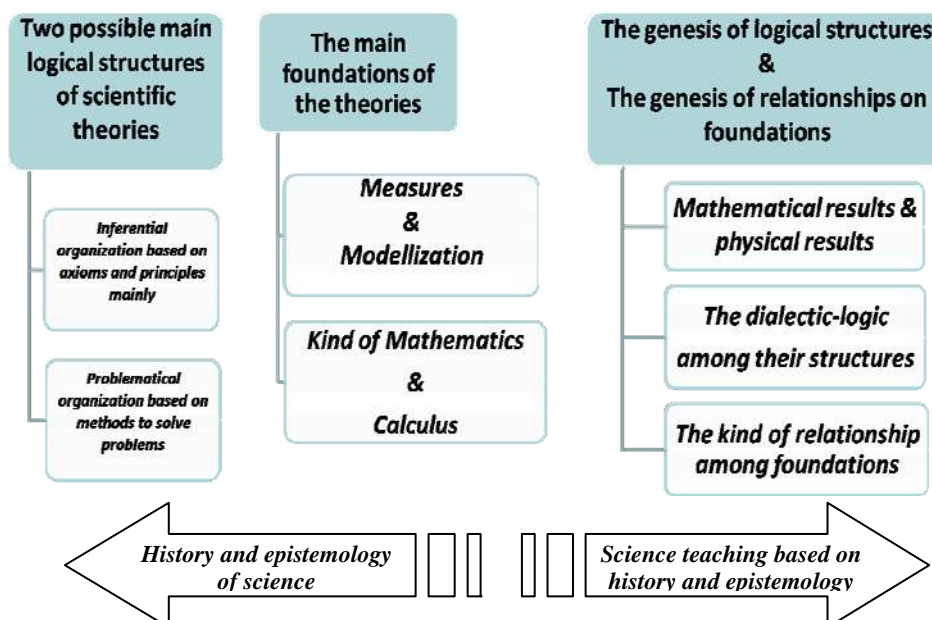 Two possible main
logical structures
of scientific
theories
Inferential
organization based on
axioms and principles
mainly
Problematical
organization based on
methods to solve
problems
The main
foundations of
the theories
Measures
&
Modellization
Kind of Mathematics
&
Calculus
The genesis of logical structures
&
The genesis of relationships on
foundations
Mathematical results &
physical results
The dialectic-logic
among their structures
The kind of relationship
among foundations
History and epistemology
of science
Science teaching based on
history and epistemology